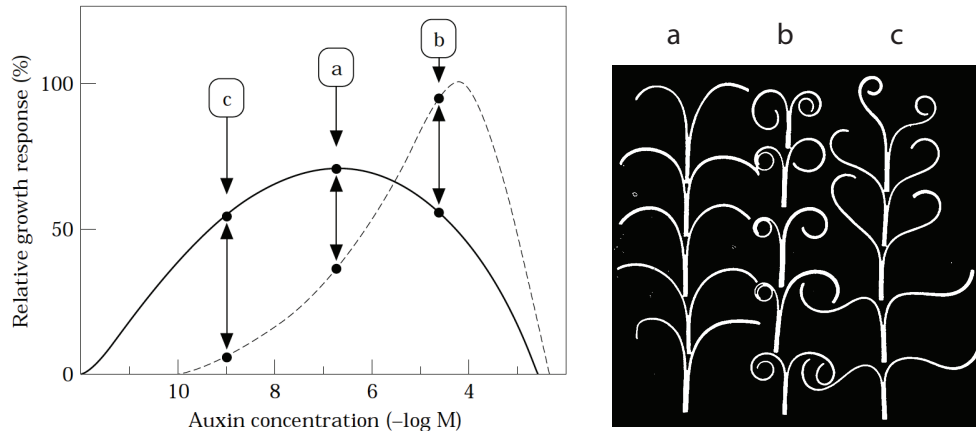 Relative growth response (%)
100
50
0
c
a
b
10
8
6
4
Auxin concentration (–log M)
a b c